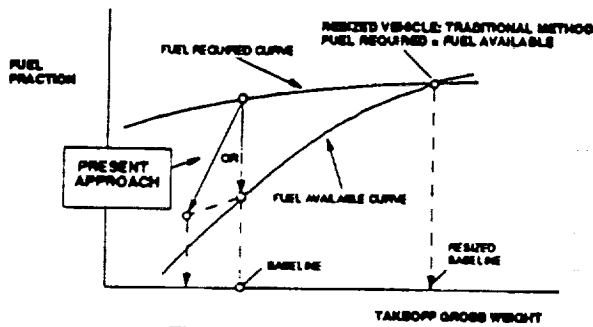 RESIZED VEHICLE: TRADITIONAL METHOD
FUEL REQUIRED = FUEL AVAILABLE
FUEL
FRACTION
FUEL REQUIRED CURVE
OR
PRESENT
APPROACH
FUEL AVAILABLE CURVE
BASELINE
RESIZED
BASELINE
TAKEOFF GROSS WEIGHT